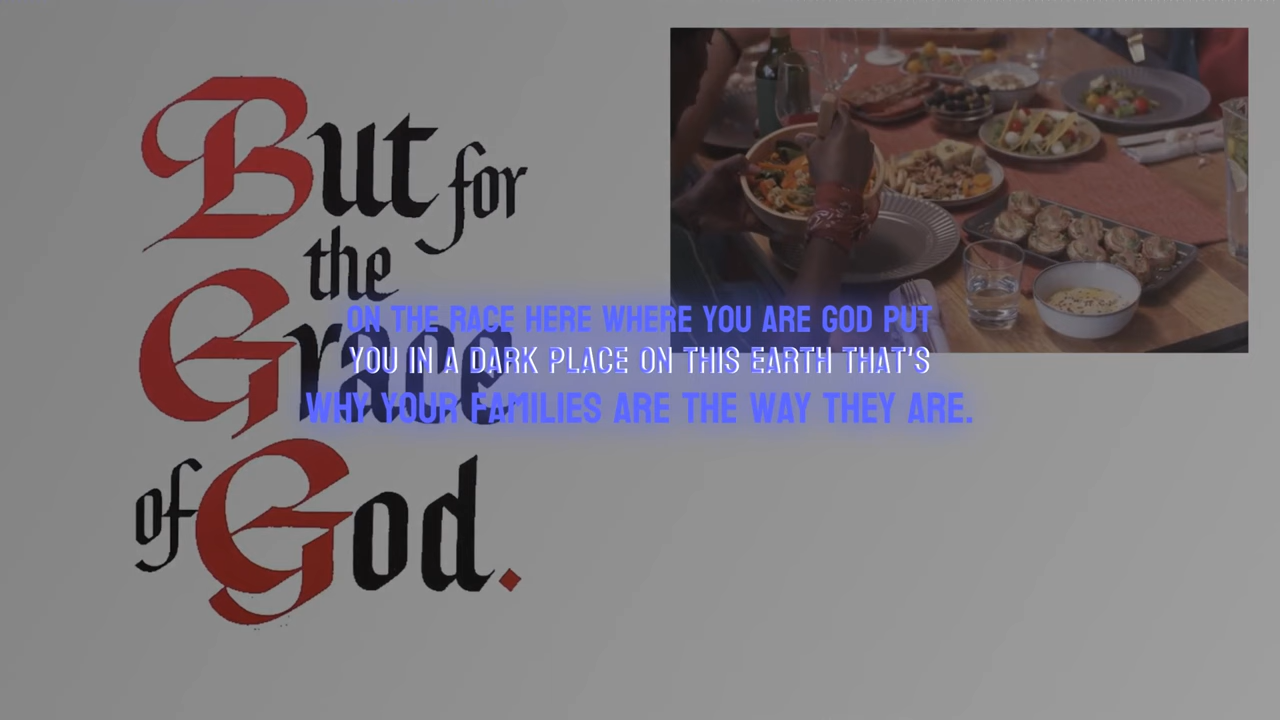 But for
the
Grace
of God.
ON THE RACE HERE WHERE YOU ARE GOD PUT
YOU IN A DARK PLACE ON THIS EARTH THAT'S
WHY YOUR FAMILIES ARE THE WAY THEY ARE.